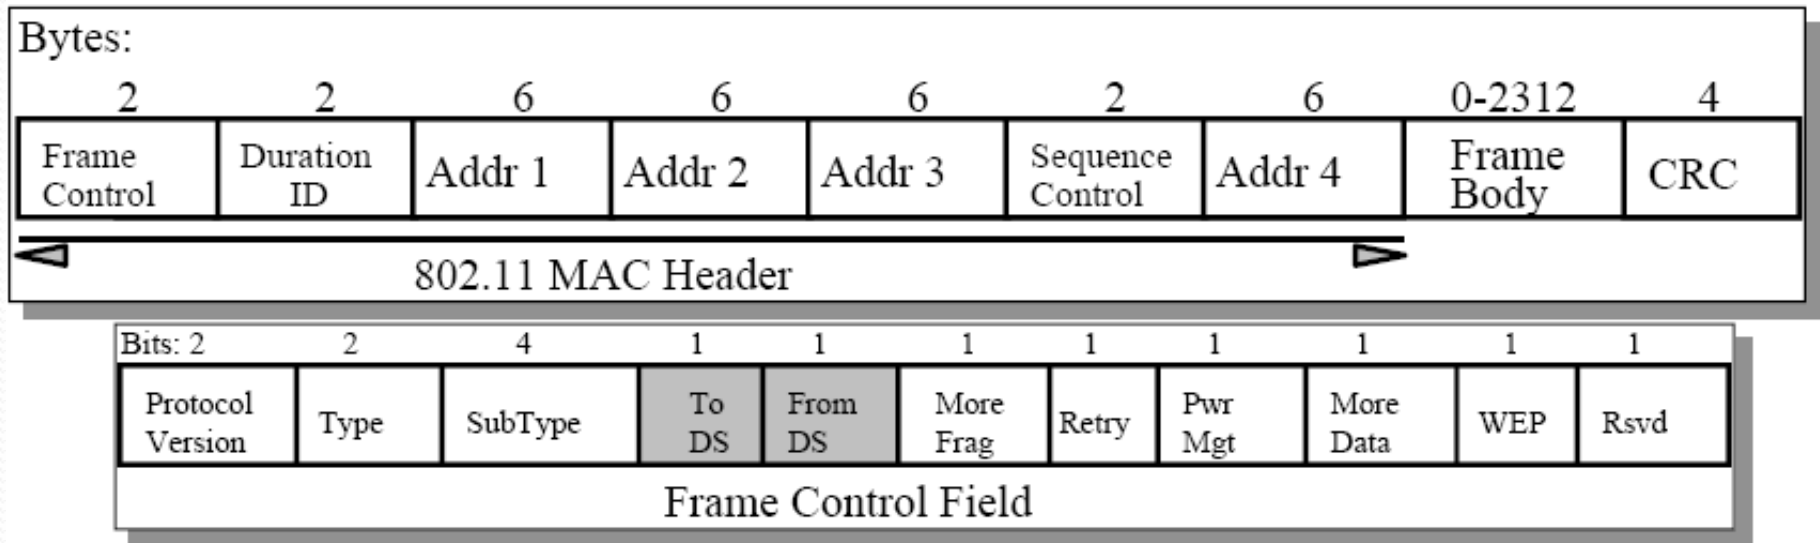 Bytes:
2 2 6 6 6 2 6 0-2312 4
Frame Control Duration ID Addr 1 Addr 2 Addr 3 Sequence Control Addr 4 Frame Body CRC
802.11 MAC Header
Bits: 2 2 4 1 1 1 1 1 1 1 1
Protocol Version Type SubType To DS From DS More Frag Retry Pwr Mgt More Data WEP Rsvd
Frame Control Field